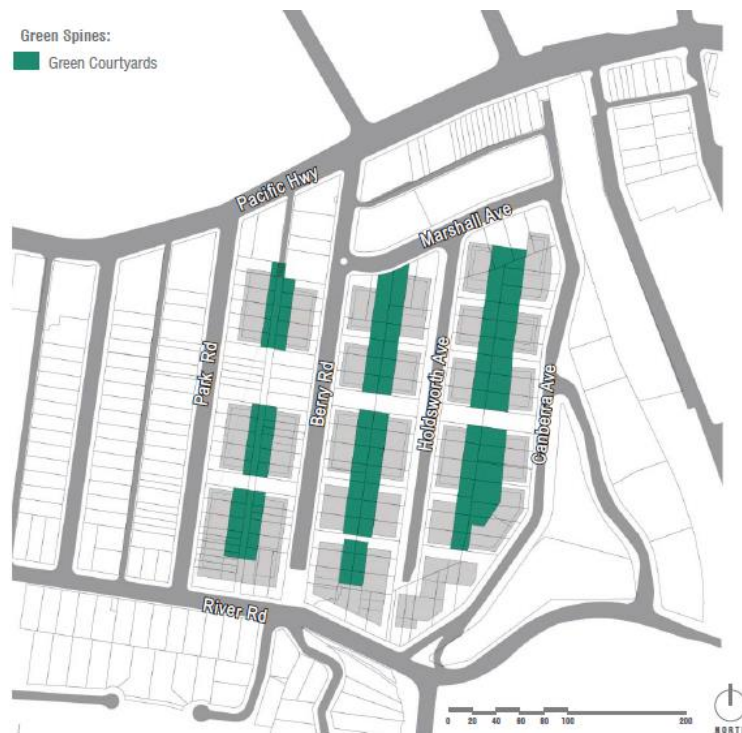 Green Spines:
Green Courtyards
Pacific Hwy
Marshall Ave
Park Rd
Berry Rd
Holdsworth Ave
Canberra Ave
River Rd
0 20 40 60 80 100 200
NORTH